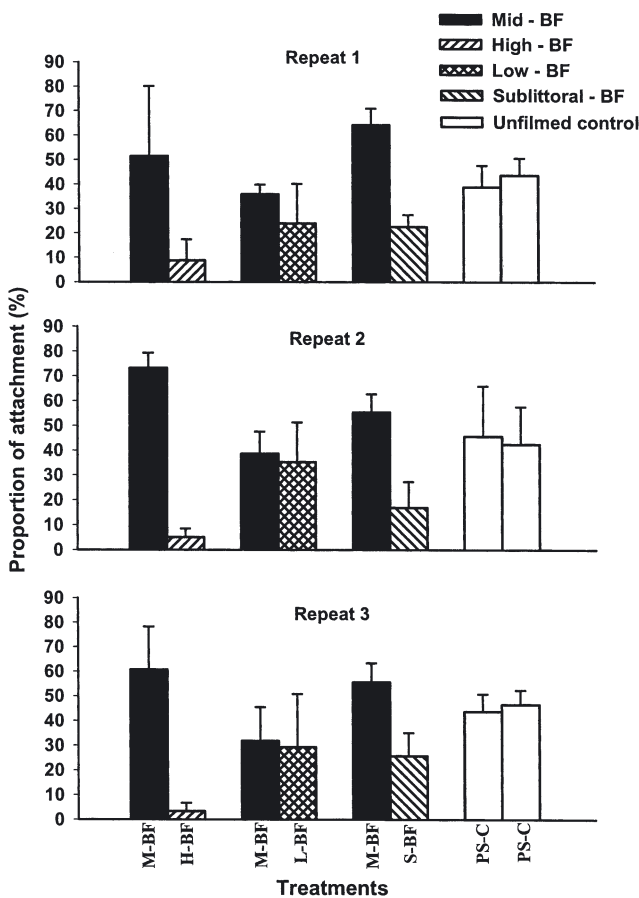 Mid - BF
High - BF
Low - BF
Sublittoral - BF
Unfilmed control
Repeat 1
90
80
70
60
50
40
30
20
10
0
Repeat 2
90
80
70
60
50
40
30
20
10
0
Repeat 3
90
80
70
60
50
40
30
20
10
0
Proportion of attachment (%)
M-BF H-BF M-BF L-BF M-BF S-BF PS-C PS-C
Treatments